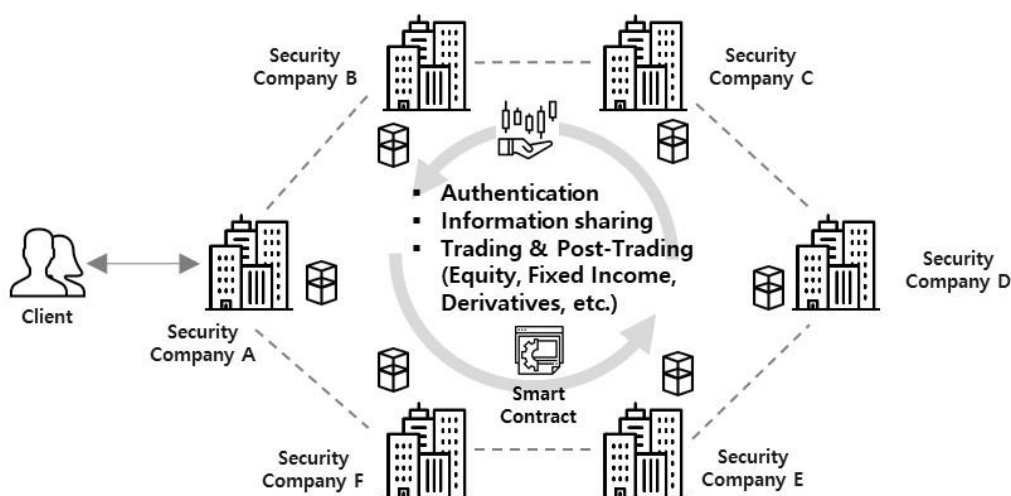 Security
Company B
Security
Company C
▪ Authentication
▪ Information sharing
▪ Trading & Post-Trading
(Equity, Fixed Income,
Derivatives, etc.)
Client
Security
Company A
Security
Company D
Smart
Contract
Security
Company F
Security
Company E